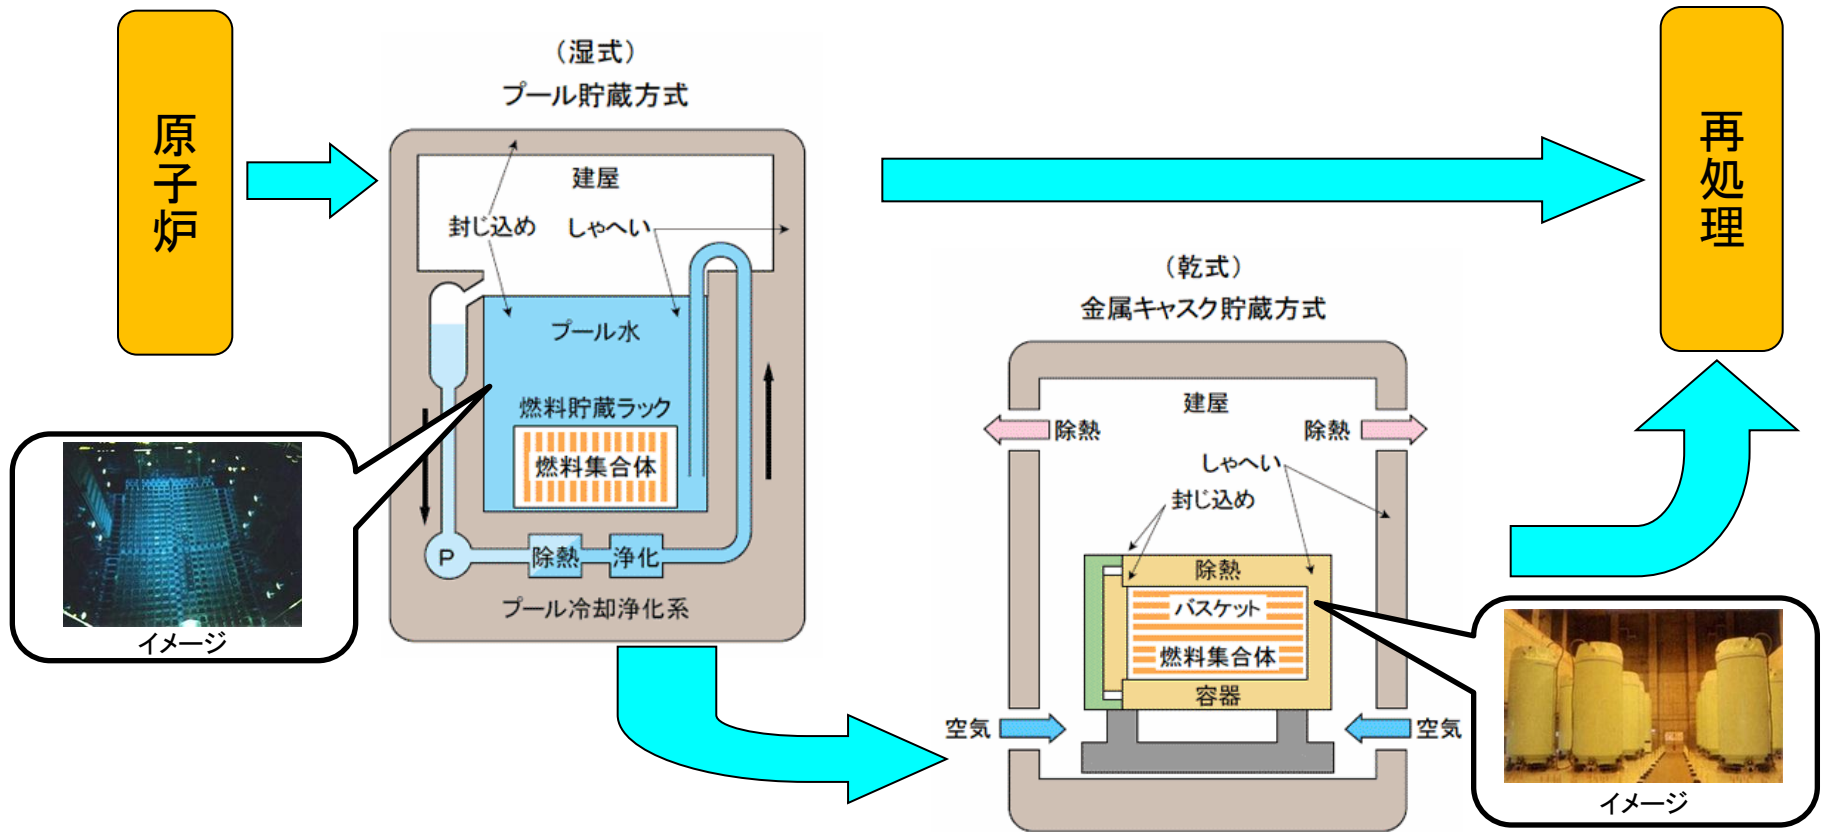 原子炉
（湿式）
プール貯蔵方式
建屋
封じ込め
しゃへい
プール水
燃料貯蔵ラック
燃料集合体
P
除熱
浄化
プール冷却浄化系
イメージ
（乾式）
金属キャスク貯蔵方式
建屋
除熱
除熱
しゃへい
封じ込め
除熱
バスケット
燃料集合体
容器
空気
空気
イメージ
再処理